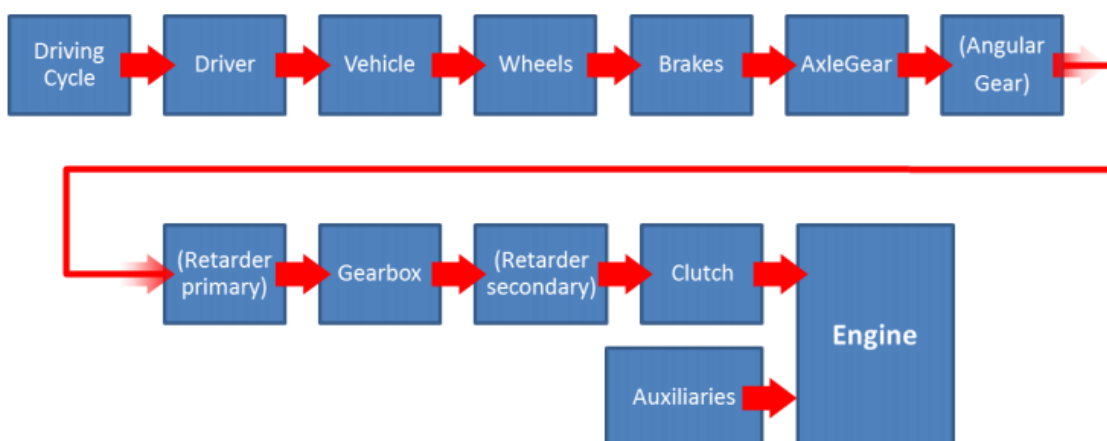 Driving
Cycle
Driver
Vehicle
Wheels
Brakes
AxleGear
(Angular
Gear)
(Retarder
primary)
Gearbox
(Retarder
secondary)
Clutch
Engine
Auxiliaries